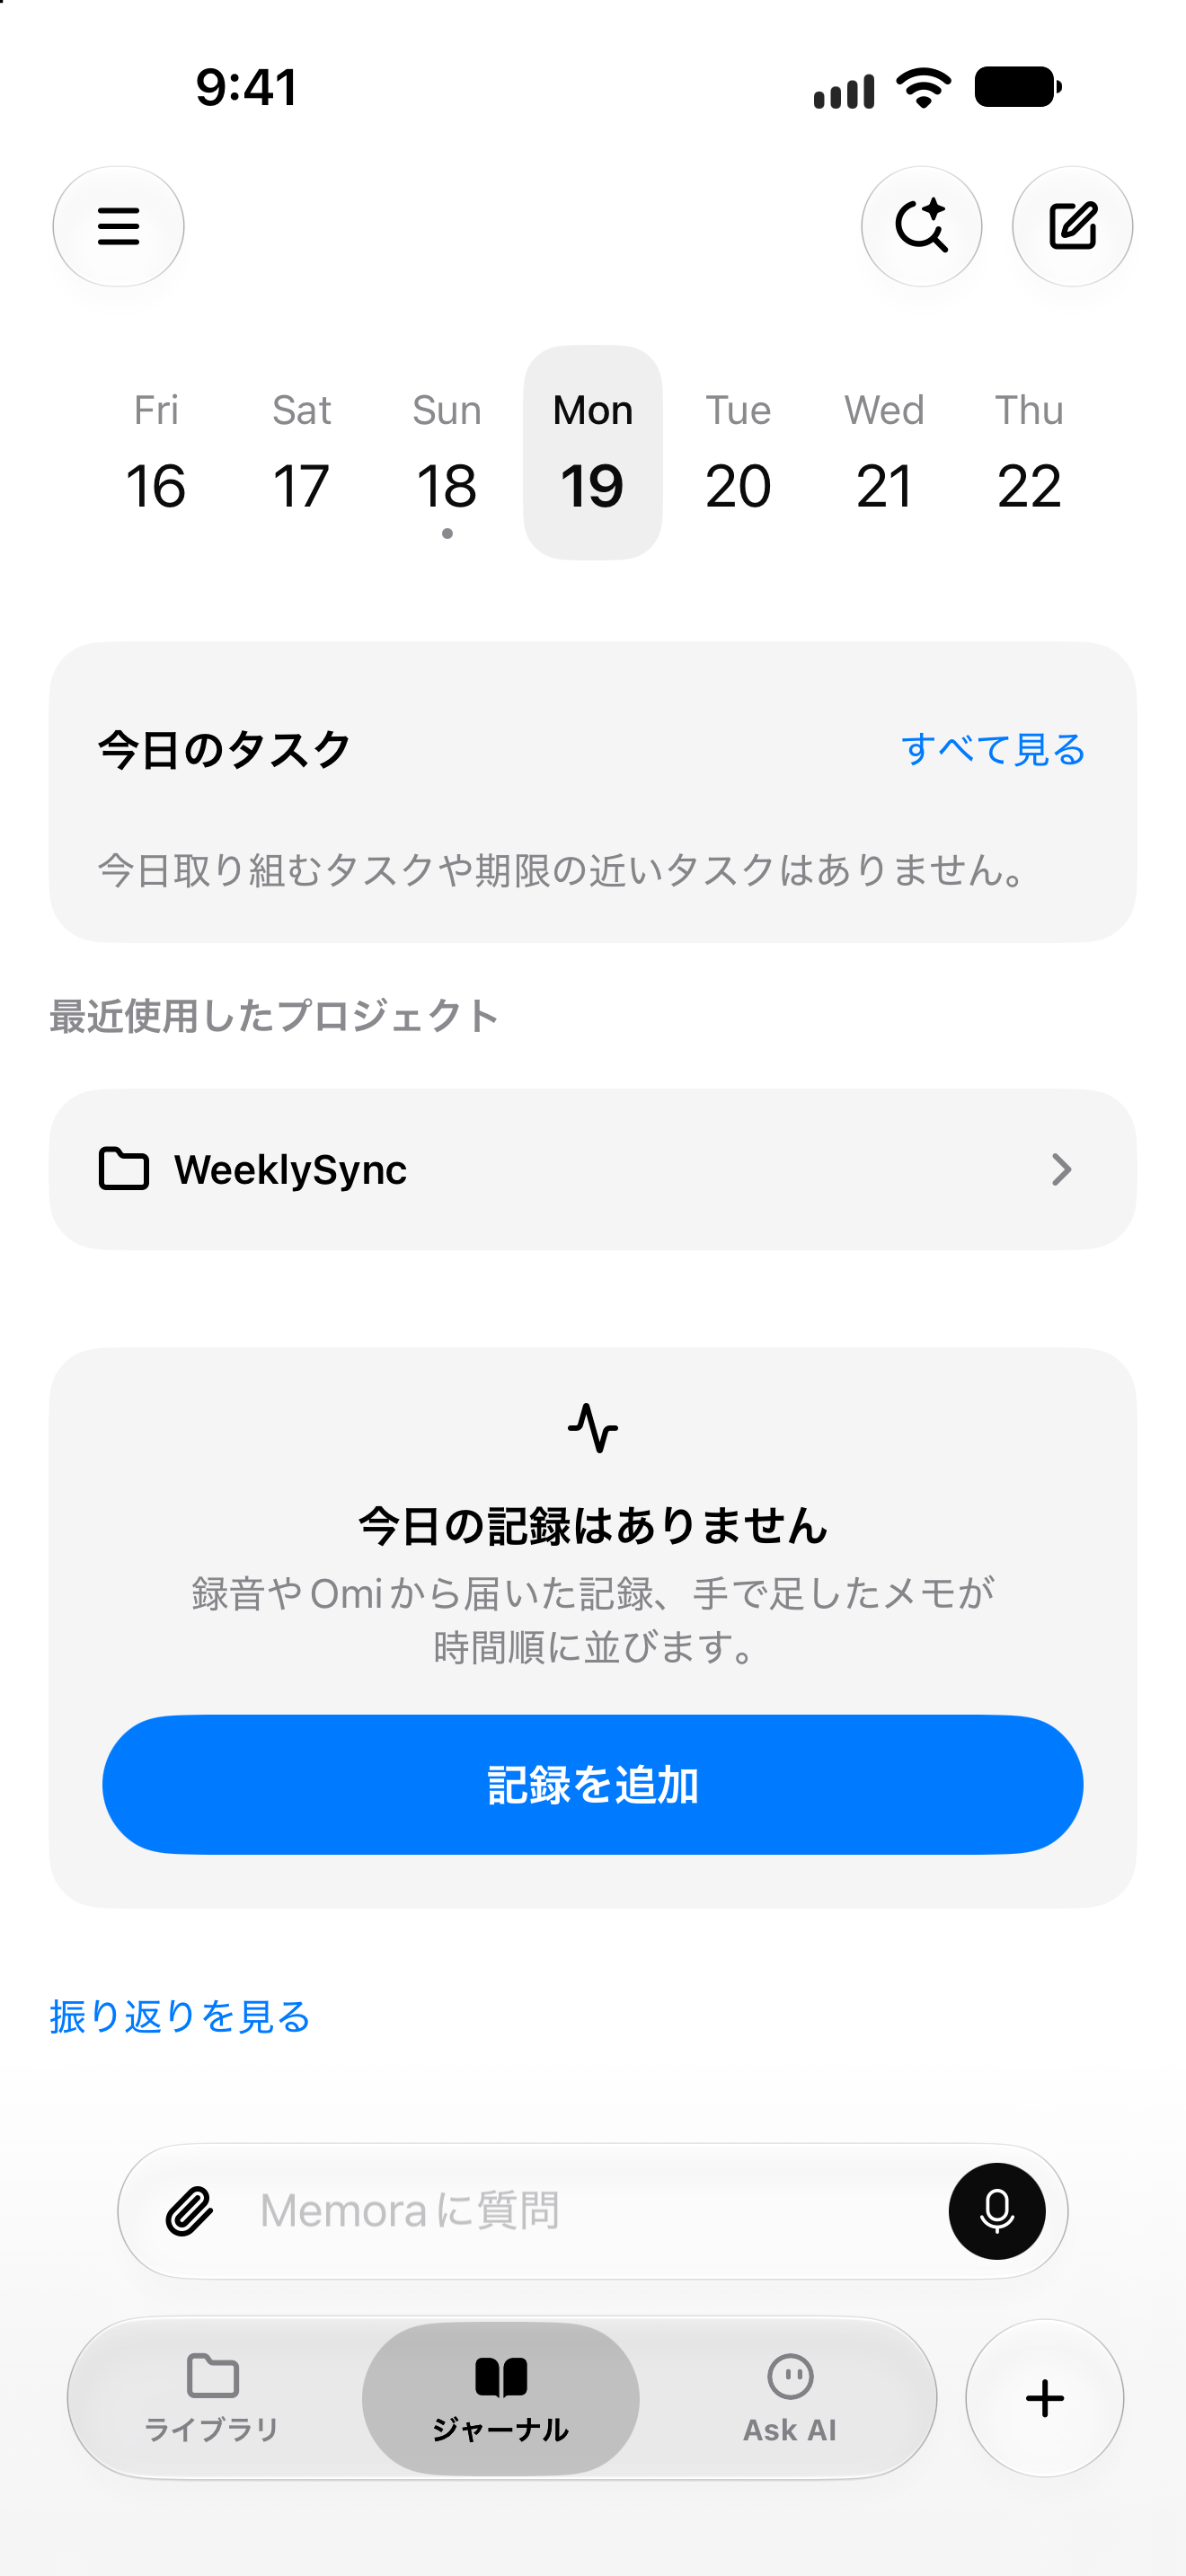 9:41
Fri Sat Sun Mon Tue Wed Thu
16 17 18 19 20 21 22
今日のタスク すべて見る
今日取り組むタスクや期限の近いタスクはありません。
最近使用したプロジェクト
WeeklySync
今日の記録はありません
録音やOmiから届いた記録、手で足したメモが
時間順に並びます。
記録を追加
振り返りを見る
Memoraに質問
ライブラリ ジャーナル Ask AI